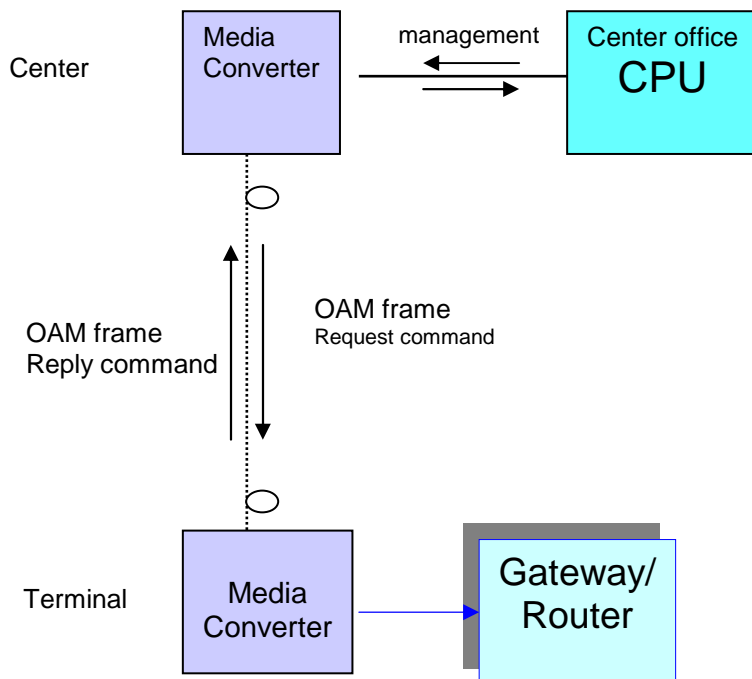 Center
Media
Converter
management
Center office
CPU
OAM frame
Reply command
OAM frame
Request command
Terminal
Media
Converter
Gateway/
Router